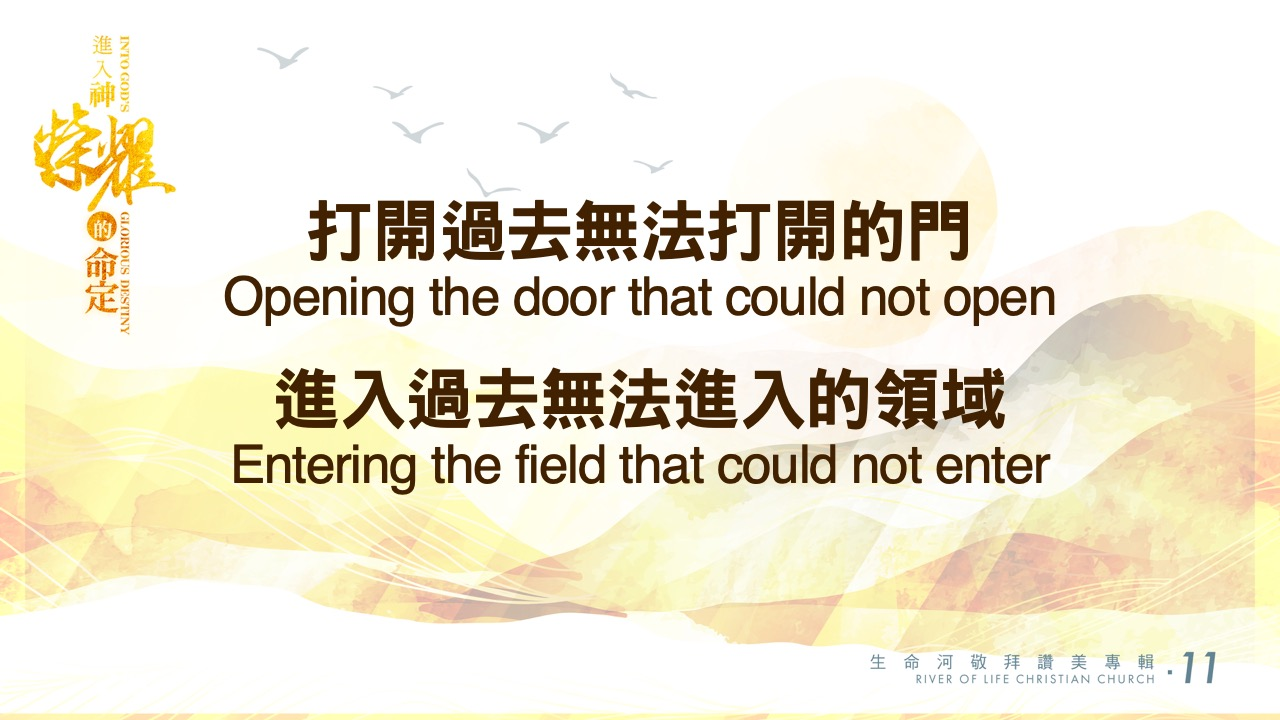 進入神
INTO GOD'S
榮耀
的命定
GLORIOUS DESTINY
打開過去無法打開的門
Opening the door that could not open
進入過去無法進入的領域
Entering the field that could not enter
生命河敬拜讚美專輯
RIVER OF LIFE CHRISTIAN CHURCH
·11